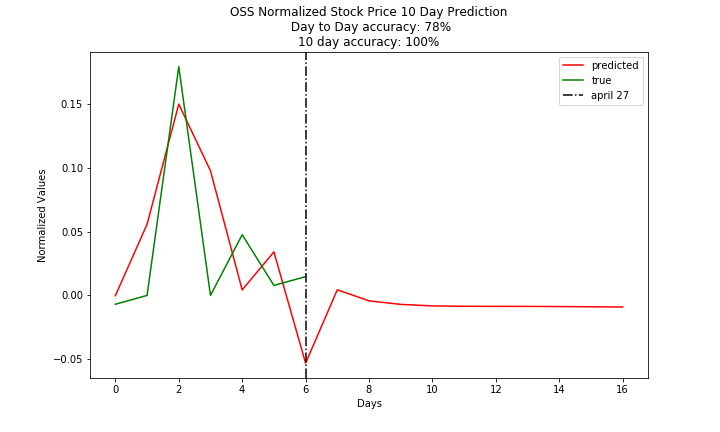 OSS Normalized Stock Price 10 Day Prediction
Day to Day accuracy: 78%
10 day accuracy: 100%
predicted
true
april 27
Normalized Values
0.15
0.10
0.05
0.00
−0.05
0 2 4 6 8 10 12 14 16
Days